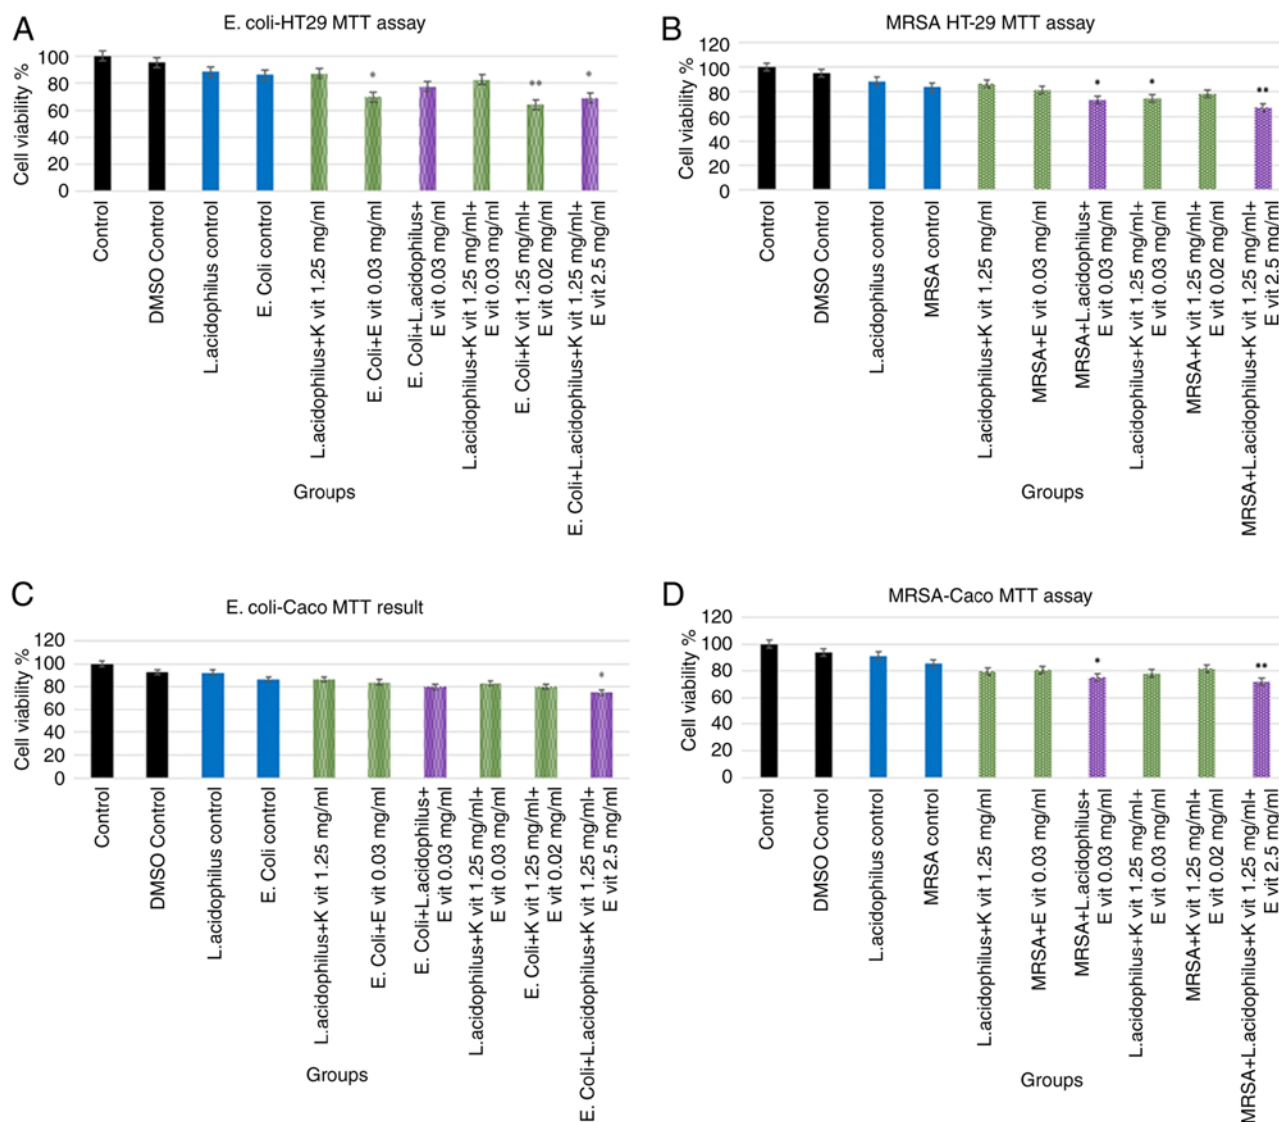 A
E. coli-HT29 MTT assay
Cell viability %
100
80
60
40
20
0
*
**
*
Control
DMSO Control
L.acidophilus control
E. Coli control
L.acidophilus+K vit 1.25 mg/ml
E. Coli+E vit 0.03 mg/ml
E. Coli+L.acidophilus+
E vit 0.03 mg/ml
L.acidophilus+K vit 1.25 mg/ml+
E vit 0.03 mg/ml
E. Coli+K vit 1.25 mg/ml+
E vit 0.02 mg/ml
E. Coli+L.acidophilus+K vit 1.25 mg/ml+
E vit 2.5 mg/ml
Groups
B
MRSA HT-29 MTT assay
Cell viability %
120
100
80
60
40
20
0
*
*
**
Control
DMSO Control
L.acidophilus control
MRSA control
L.acidophilus+K vit 1.25 mg/ml
MRSA+E vit 0.03 mg/ml
MRSA+L.acidophilus+
E vit 0.03 mg/ml
L.acidophilus+K vit 1.25 mg/ml+
E vit 0.03 mg/ml
MRSA+K vit 1.25 mg/ml+
E vit 0.02 mg/ml
MRSA+L.acidophilus+K vit 1.25 mg/ml+
E vit 2.5 mg/ml
Groups
C
E. coli-Caco MTT result
Cell viability %
120
100
80
60
40
20
0
*
Control
DMSO Control
L.acidophilus control
E. Coli control
L.acidophilus+K vit 1.25 mg/ml
E. Coli+E vit 0.03 mg/ml
E. Coli+L.acidophilus+
E vit 0.03 mg/ml
L.acidophilus+K vit 1.25 mg/ml+
E vit 0.03 mg/ml
E. Coli+K vit 1.25 mg/ml+
E vit 0.02 mg/ml
E. Coli+L.acidophilus+K vit 1.25 mg/ml+
E vit 2.5 mg/ml
Groups
D
MRSA-Caco MTT assay
Cell viability %
120
100
80
60
40
20
0
*
**
Control
DMSO Control
L.acidophilus control
MRSA control
L.acidophilus+K vit 1.25 mg/ml
MRSA+E vit 0.03 mg/ml
MRSA+L.acidophilus+
E vit 0.03 mg/ml
L.acidophilus+K vit 1.25 mg/ml+
E vit 0.03 mg/ml
MRSA+K vit 1.25 mg/ml+
E vit 0.02 mg/ml
MRSA+L.acidophilus+K vit 1.25 mg/ml+
E vit 2.5 mg/ml
Groups